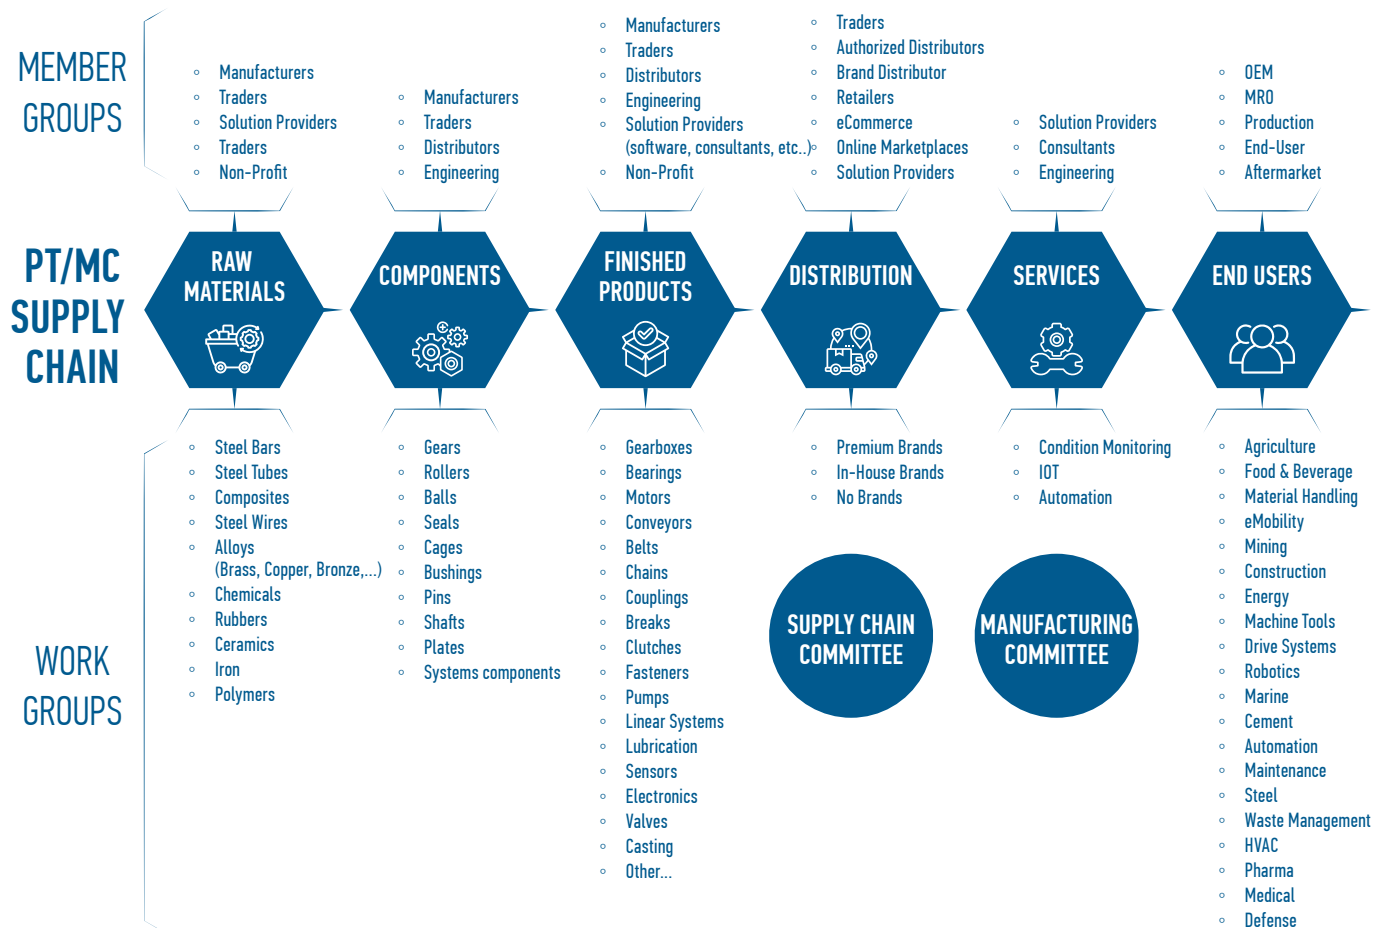 MEMBER
GROUPS
Manufacturers
Traders
Solution Providers
Traders
Non-Profit
Manufacturers
Traders
Distributors
Engineering
Manufacturers
Traders
Distributors
Engineering
Solution Providers
(software, consultants, etc..)
Non-Profit
Traders
Authorized Distributors
Brand Distributor
Retailers
eCommerce
Online Marketplaces
Solution Providers
Solution Providers
Consultants
Engineering
OEM
MRO
Production
End-User
Aftermarket
PT/MC
SUPPLY
CHAIN
RAW
MATERIALS
COMPONENTS
FINISHED
PRODUCTS
DISTRIBUTION
SERVICES
END USERS
WORK
GROUPS
Steel Bars
Steel Tubes
Composites
Steel Wires
Alloys
(Brass, Copper, Bronze,...)
Chemicals
Rubbers
Ceramics
Iron
Polymers
Gears
Rollers
Balls
Seals
Cages
Bushings
Pins
Shafts
Plates
Systems components
Gearboxes
Bearings
Motors
Conveyors
Belts
Chains
Couplings
Breaks
Clutches
Fasteners
Pumps
Linear Systems
Lubrication
Sensors
Electronics
Valves
Casting
Other...
Premium Brands
In-House Brands
No Brands
SUPPLY CHAIN
COMMITTEE
Condition Monitoring
IOT
Automation
MANUFACTURING
COMMITTEE
Agriculture
Food & Beverage
Material Handling
eMobility
Mining
Construction
Energy
Machine Tools
Drive Systems
Robotics
Marine
Cement
Automation
Maintenance
Steel
Waste Management
HVAC
Pharma
Medical
Defense